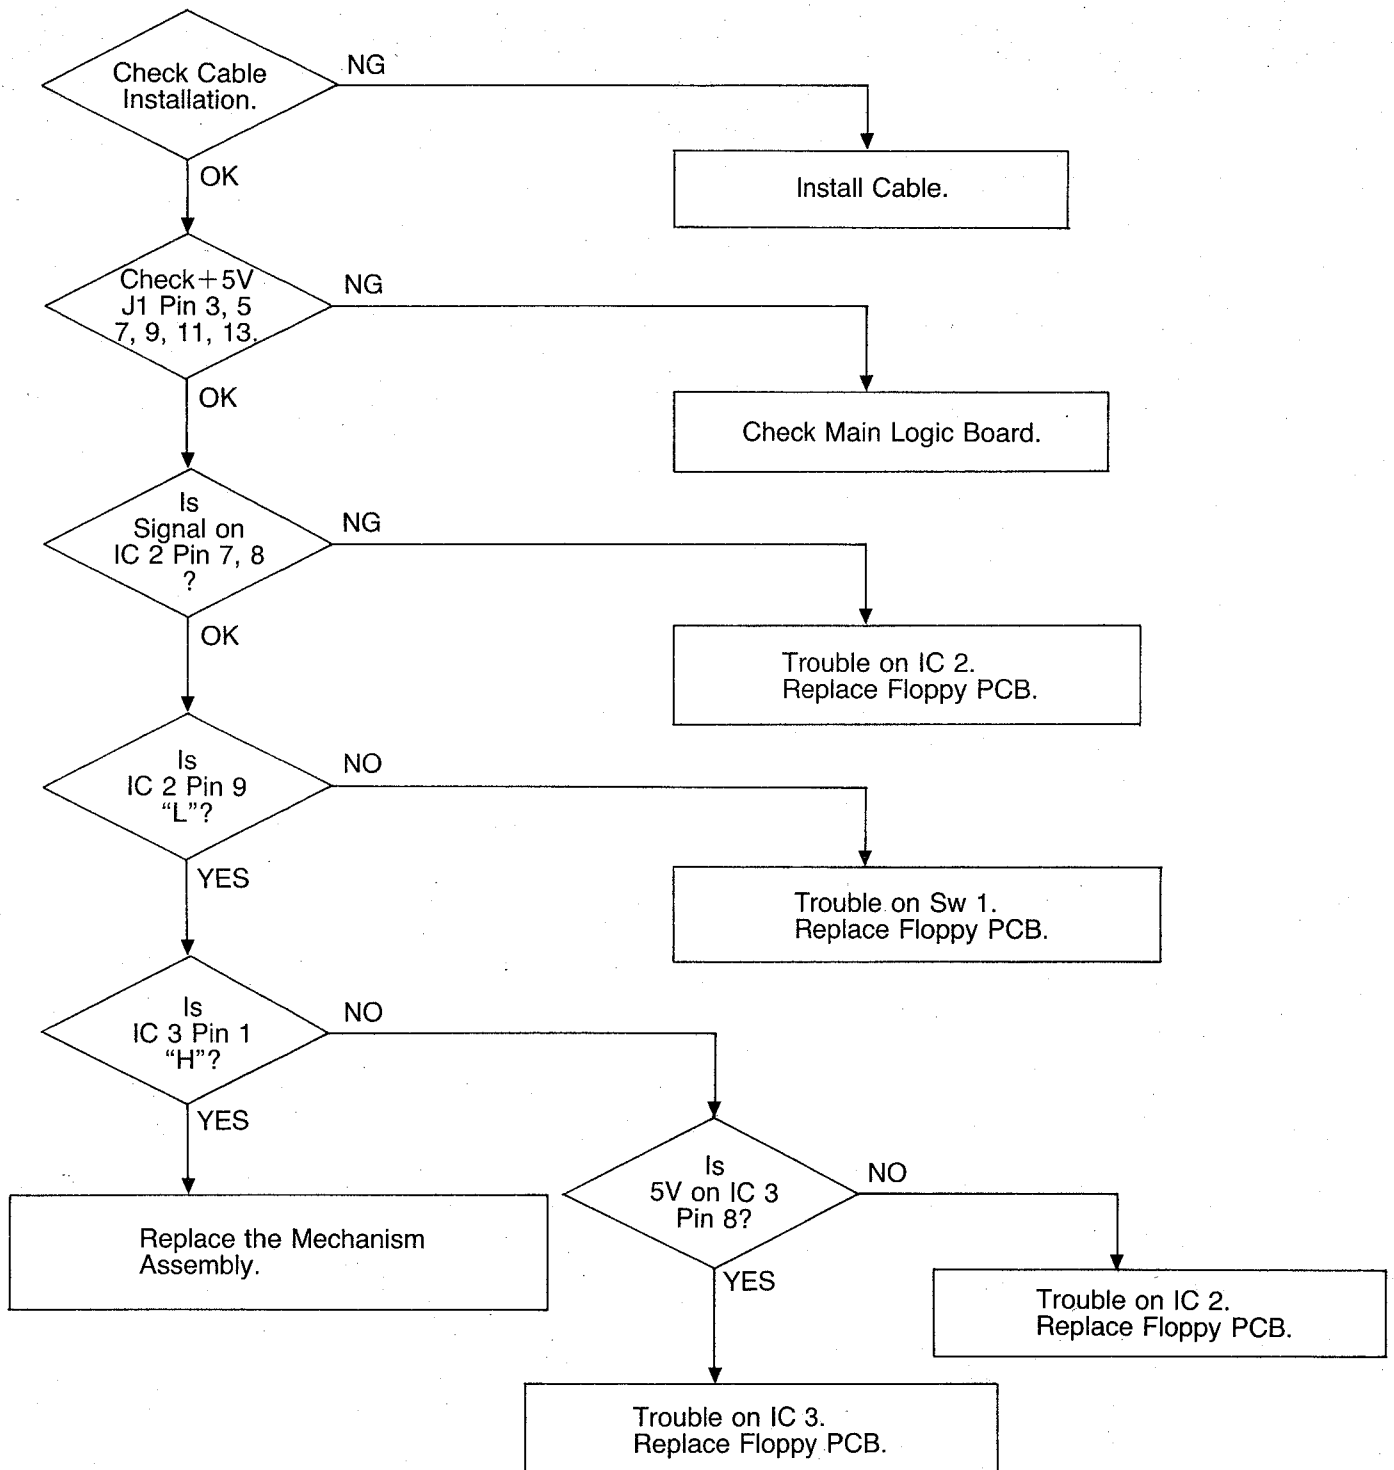 Check Cable
Installation.
NG
OK
Install Cable.
Check+5V
J1 Pin 3, 5
7, 9, 11, 13.
NG
OK
Check Main Logic Board.
Is
Signal on
IC 2 Pin 7, 8
?
NG
OK
Trouble on IC 2.
Replace Floppy PCB.
Is
IC 2 Pin 9
“L”?
NO
YES
Trouble on Sw 1.
Replace Floppy PCB.
Is
IC 3 Pin 1
“H”?
NO
YES
Replace the Mechanism
Assembly.
Is
5V on IC 3
Pin 8?
NO
YES
Trouble on IC 2.
Replace Floppy PCB.
Trouble on IC 3.
Replace Floppy PCB.